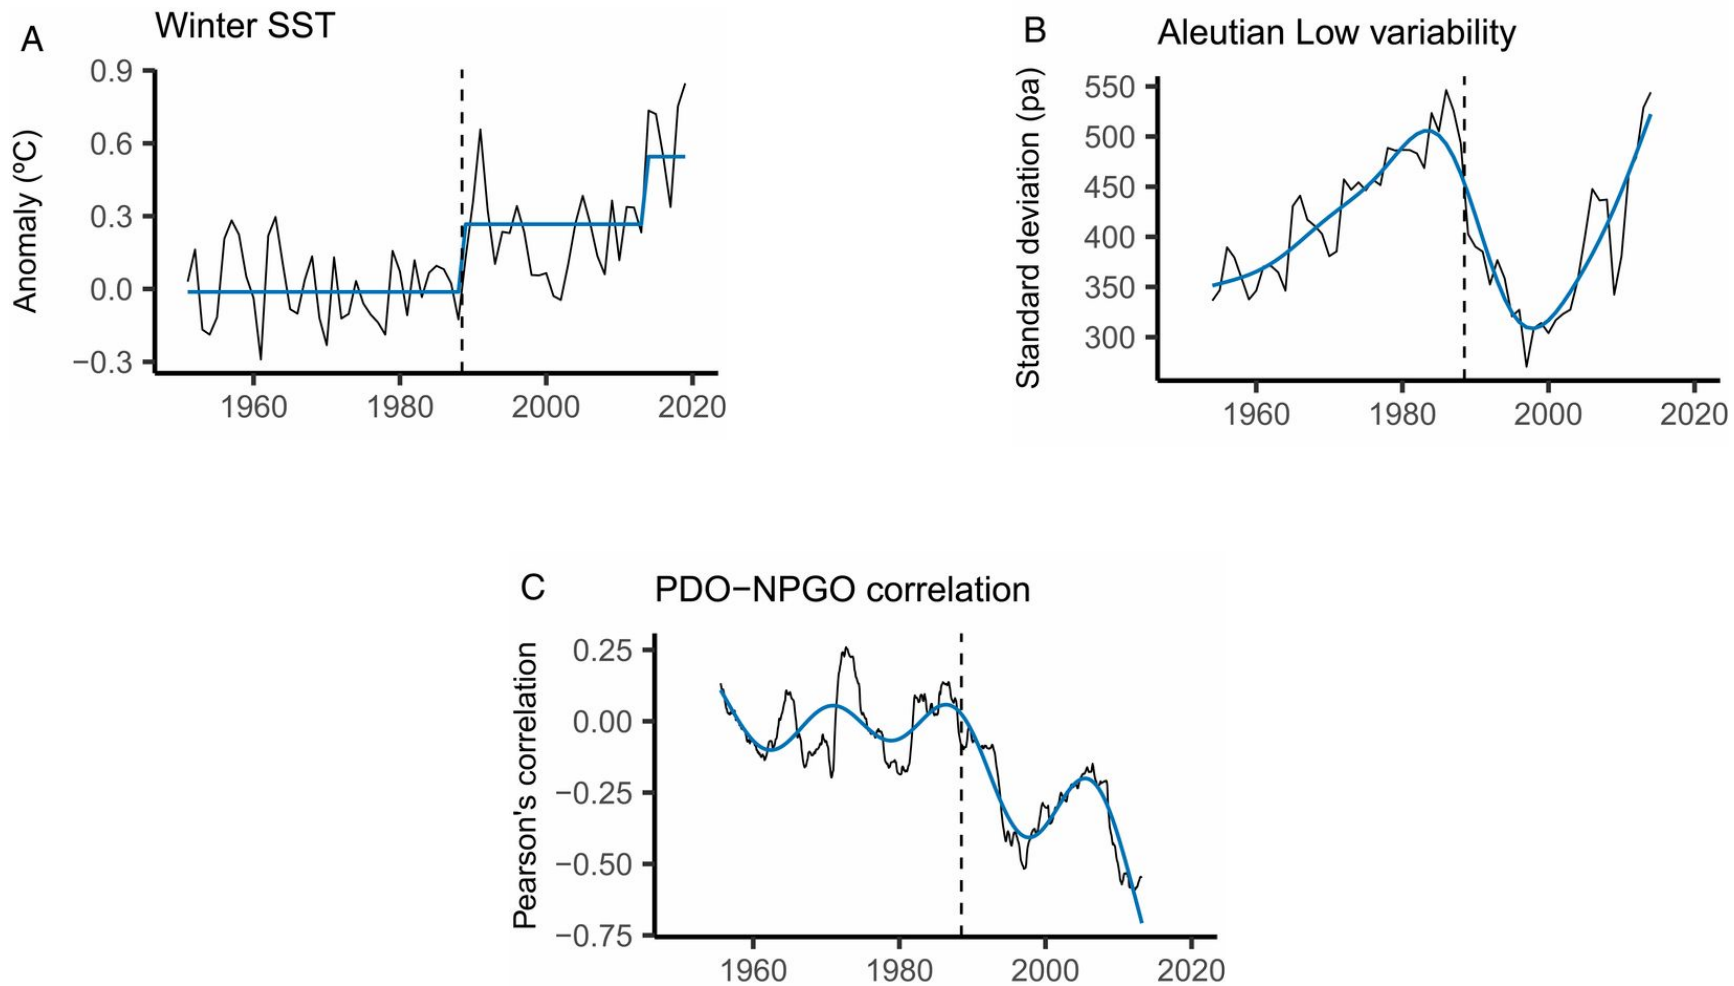 A
Winter SST
Anomaly (ºC)
0.9
0.6
0.3
0.0
−0.3
1960 1980 2000 2020
B
Aleutian Low variability
Standard deviation (pa)
550
500
450
400
350
300
1960 1980 2000 2020
C
PDO−NPGO correlation
Pearson's correlation
0.25
0.00
−0.25
−0.50
−0.75
1960 1980 2000 2020